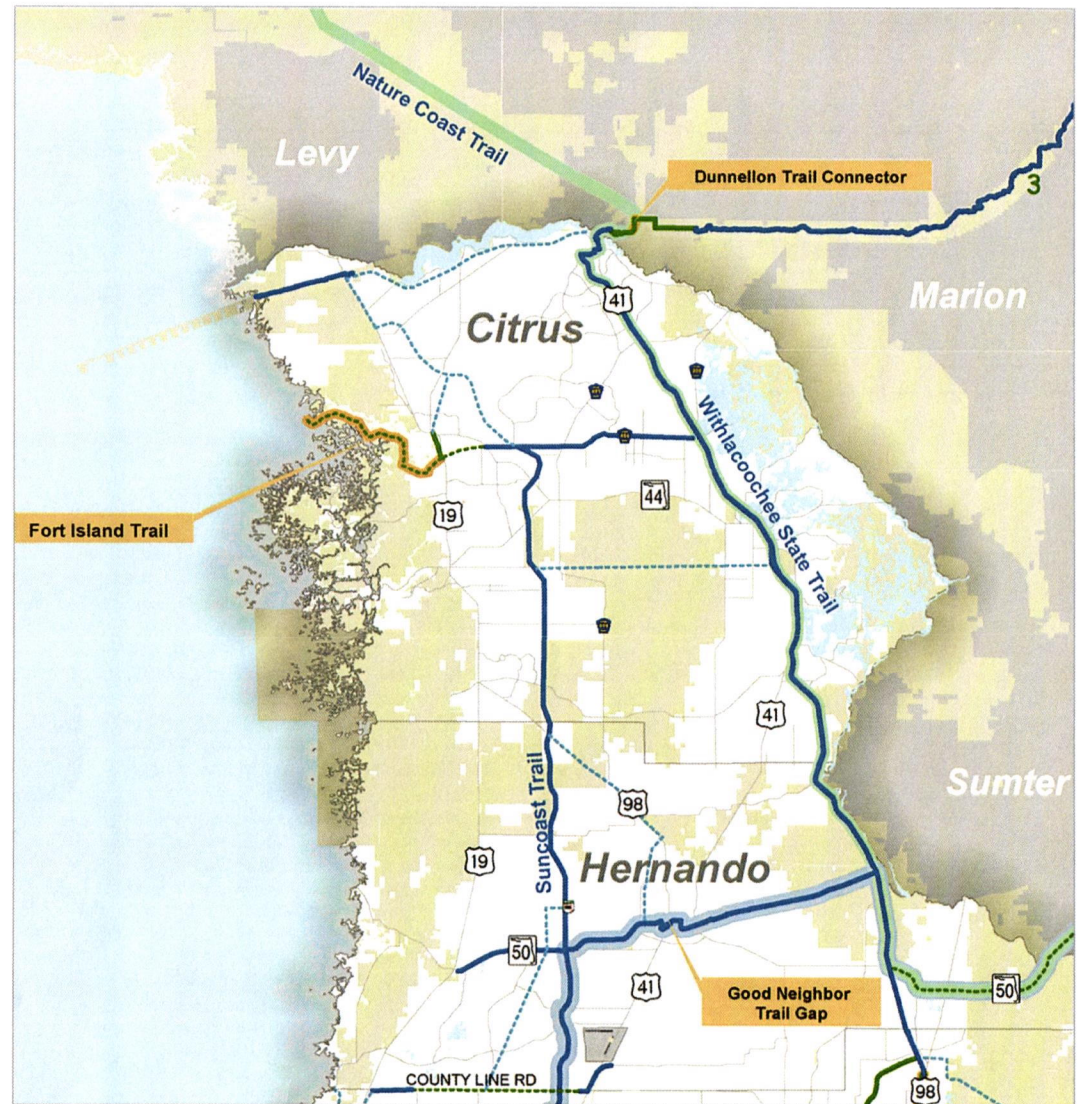 Nature Coast Trail
Levy
Dunnellon Trail Connector
3
Marion
41
Citrus
Withlacoochee State Trail
44
19
Fort Island Trail
41
Sumter
98
Suncoast Trail
19
Hernando
50
41
Good Neighbor
Trail Gap
50
COUNTY LINE RD
98